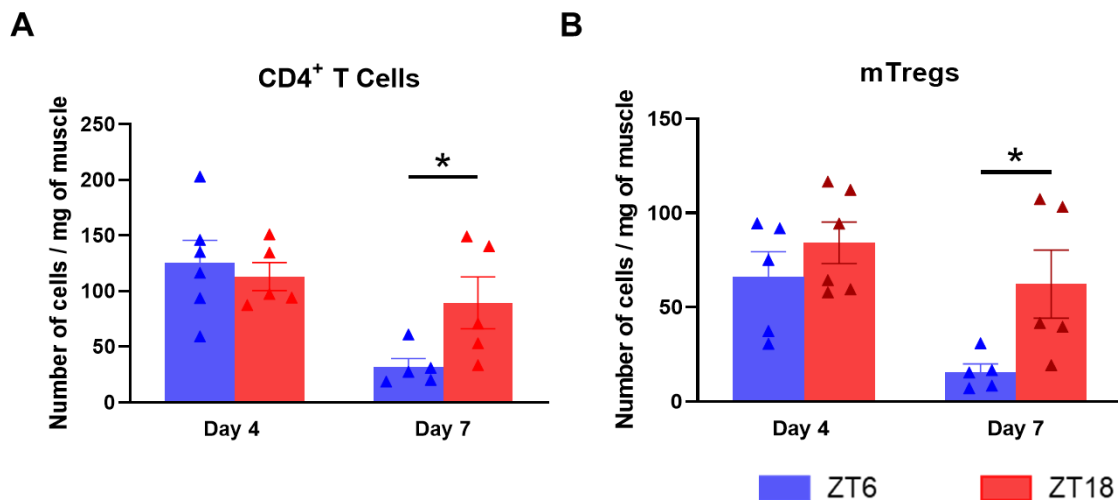 A
CD4⁺ T Cells
Number of cells / mg of muscle
250
200
150
100
50
0
*
Day 4
Day 7
B
mTregs
Number of cells / mg of muscle
150
100
50
0
*
Day 4
Day 7
ZT6
ZT18